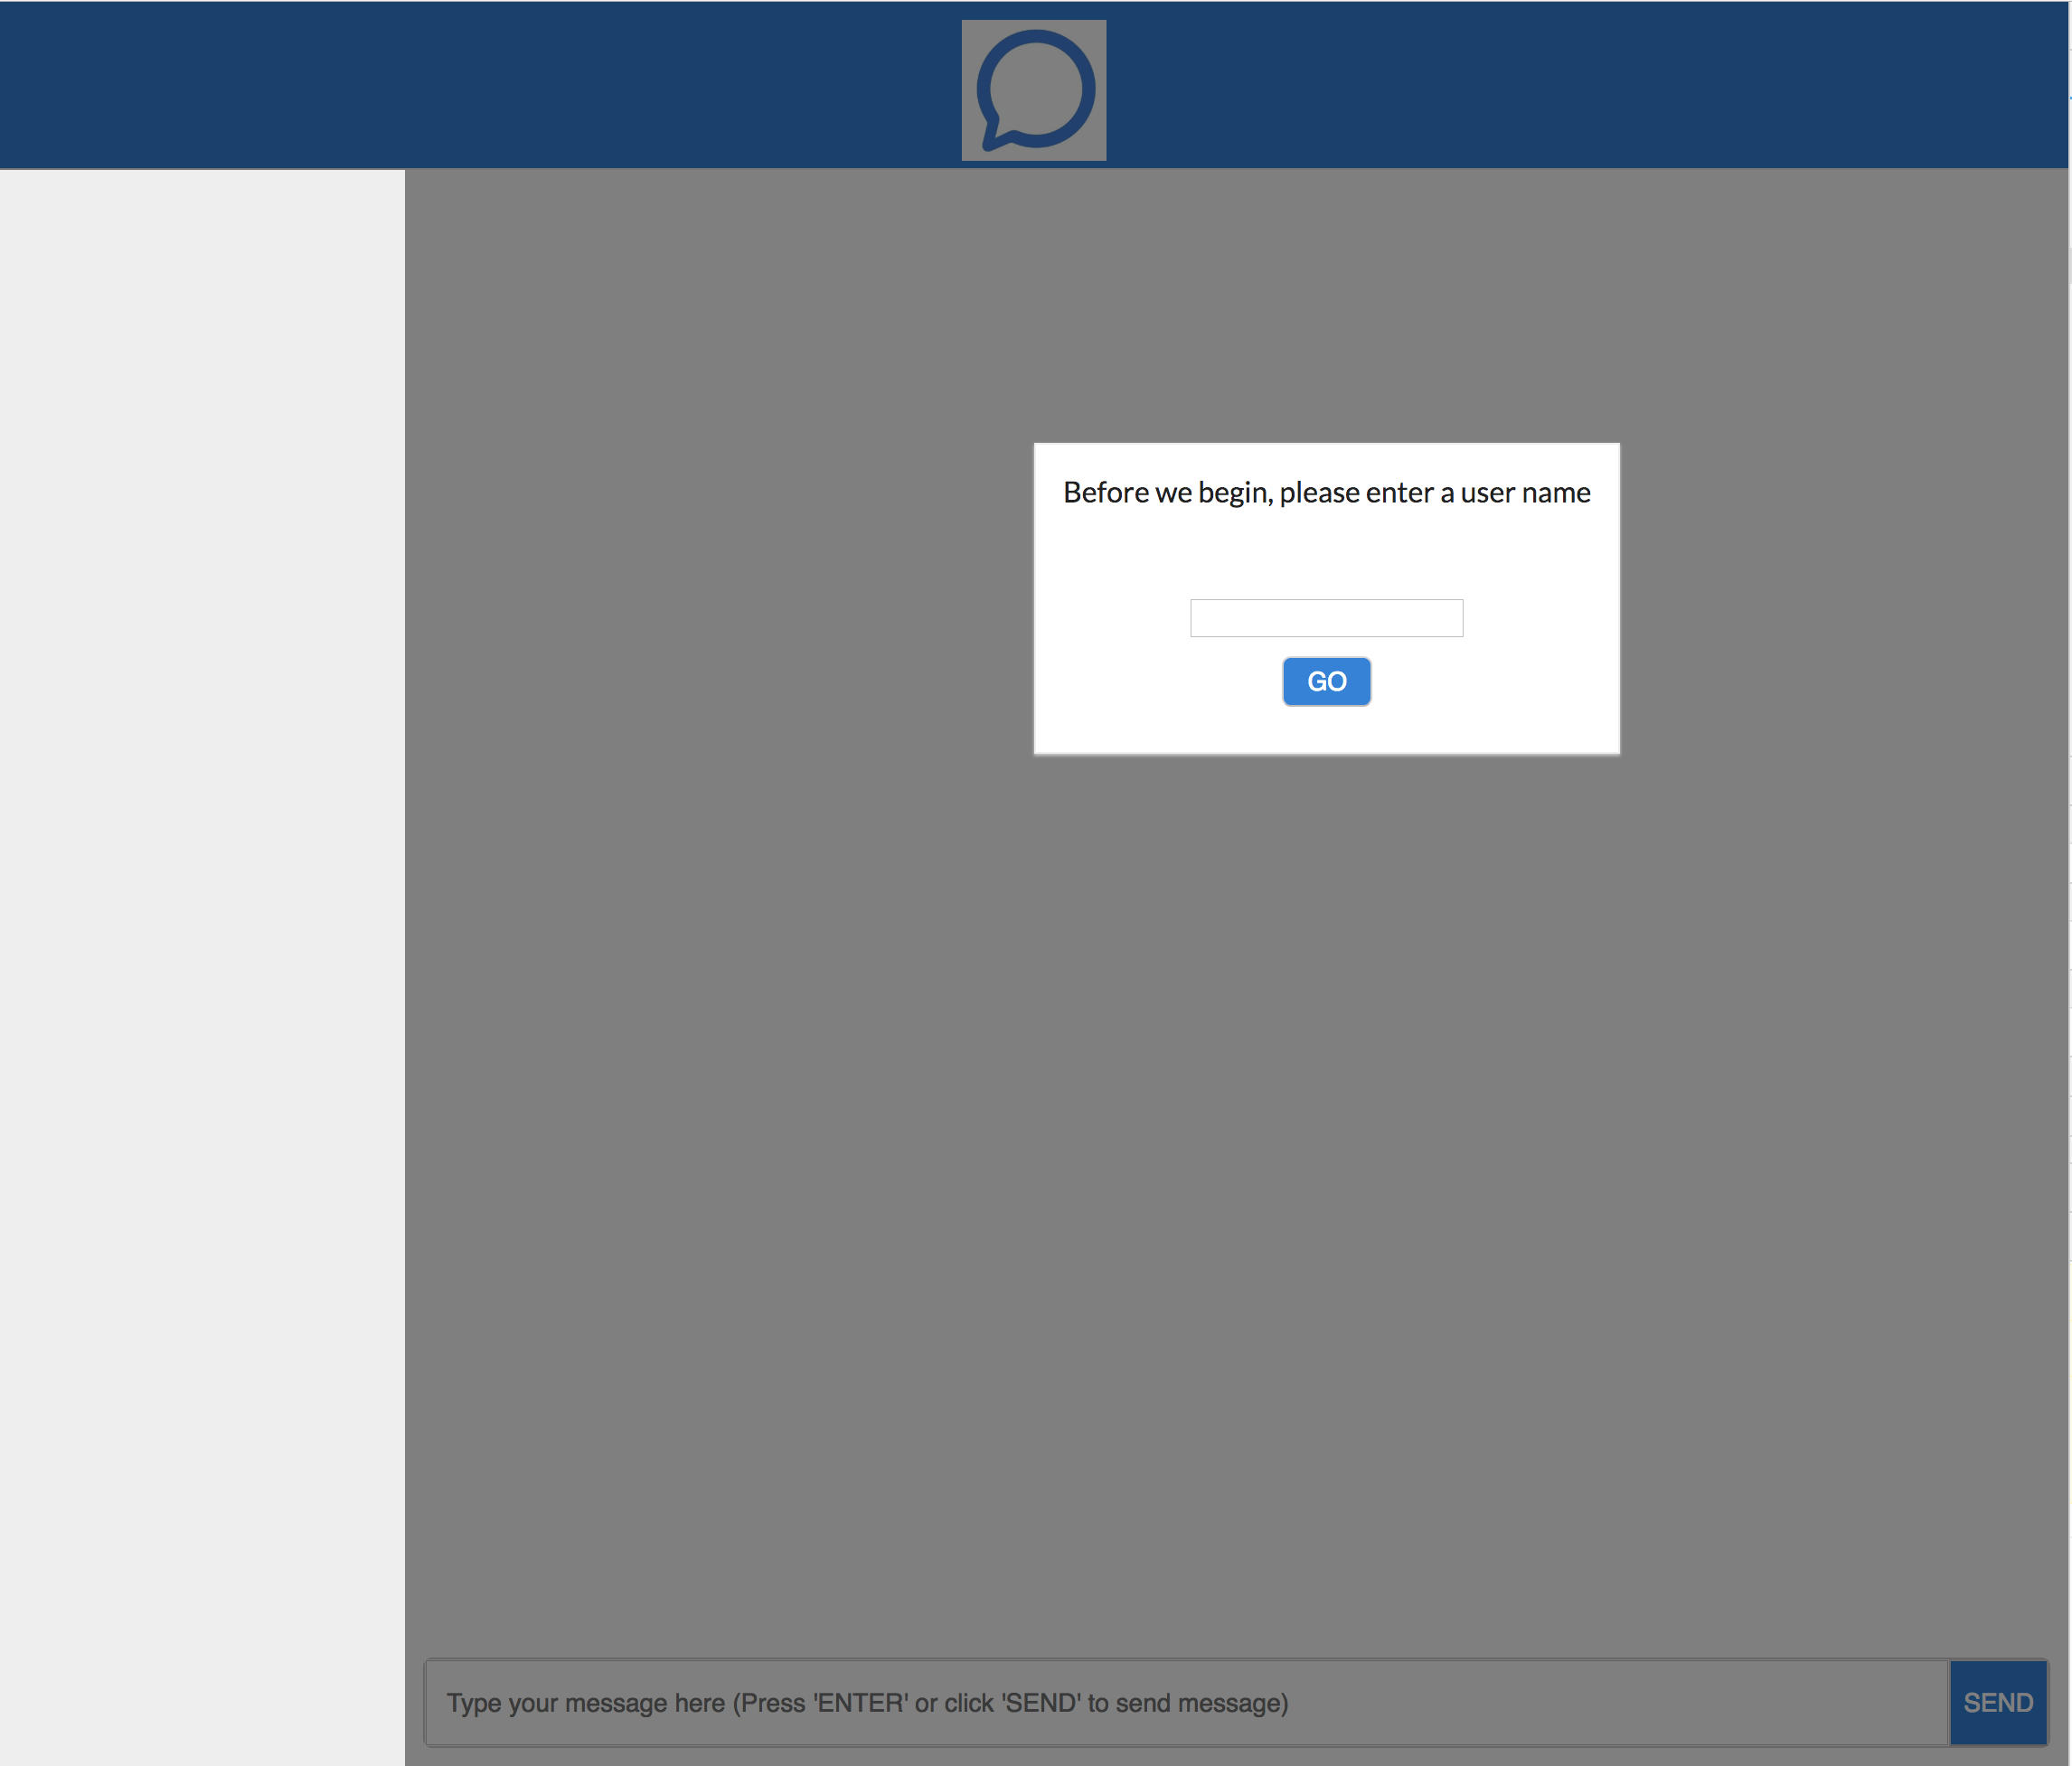 Before we begin, please enter a user name
GO
Type your message here (Press 'ENTER' or click 'SEND' to send message)
SEND